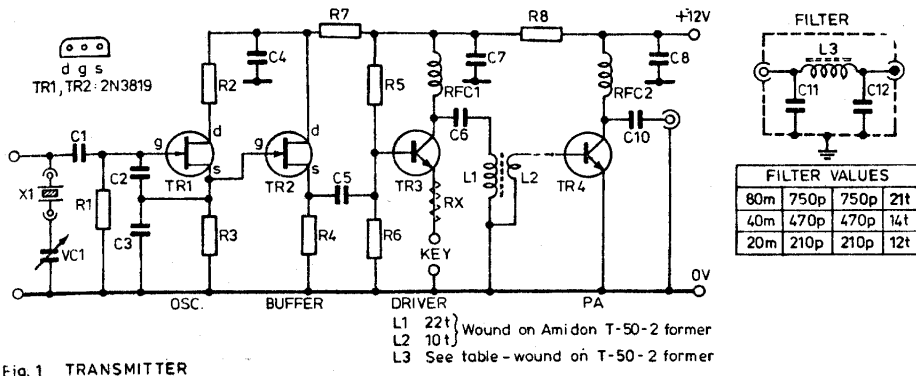 d g s
TR1, TR2: 2N3819
C1
X1
VC1
R1
C2
C3
R2
g
d
s
TR1
R3
C4
R7
g
d
s
TR2
C5
R4
R5
R6
TR3
RX
KEY
RFC1
C7
C6
L1
L2
R8
RFC2
TR4
C8
C10
+12V
0V
OSC.
BUFFER
DRIVER
PA
L1 22t
L2 10t
Wound on Amidon T-50-2 former
L3 See table - wound on T-50-2 former
Fig. 1 TRANSMITTER
FILTER
L3
C11
C12
FILTER VALUES
80m 750p 750p 21t
40m 470p 470p 14t
20m 210p 210p 12t